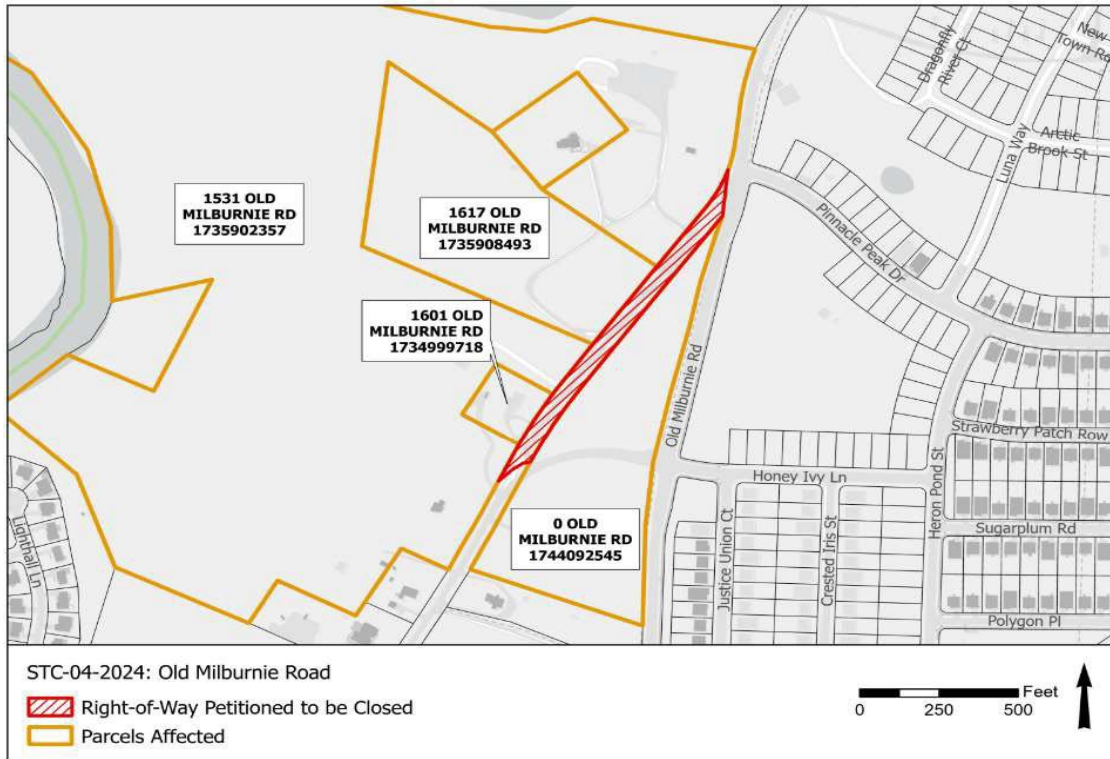 Dragonfly
River Ct
New
Town Rd
Luna Way
Arctic
Brook St
1531 OLD
MILBURNIE RD
1735902357
1617 OLD
MILBURNIE RD
1735908493
Pinnacle Peak Dr
1601 OLD
MILBURNIE RD
1734999718
Old Milburnie Rd
Strawberry Patch Row
Honey Ivy Ln
Heron Pond St
Lighthall Ln
0 OLD
MILBURNIE RD
1744092545
Justice Union Ct
Crested Iris St
Sugarplum Rd
Polygon Pl
STC-04-2024: Old Milburnie Road
Right-of-Way Petitioned to be Closed
Parcels Affected
Feet
0 250 500